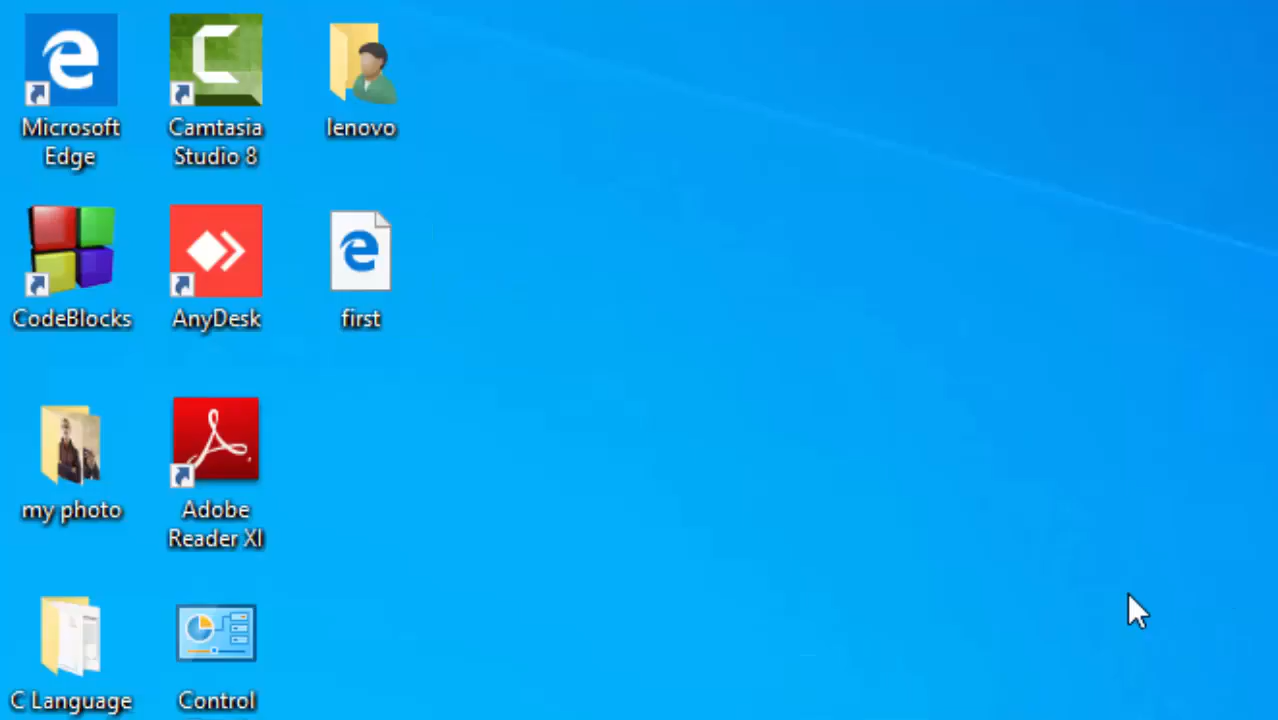 Microsoft
Edge
Camtasia
Studio 8
lenovo
CodeBlocks
AnyDesk
first
my photo
Adobe
Reader XI
C Language
Control